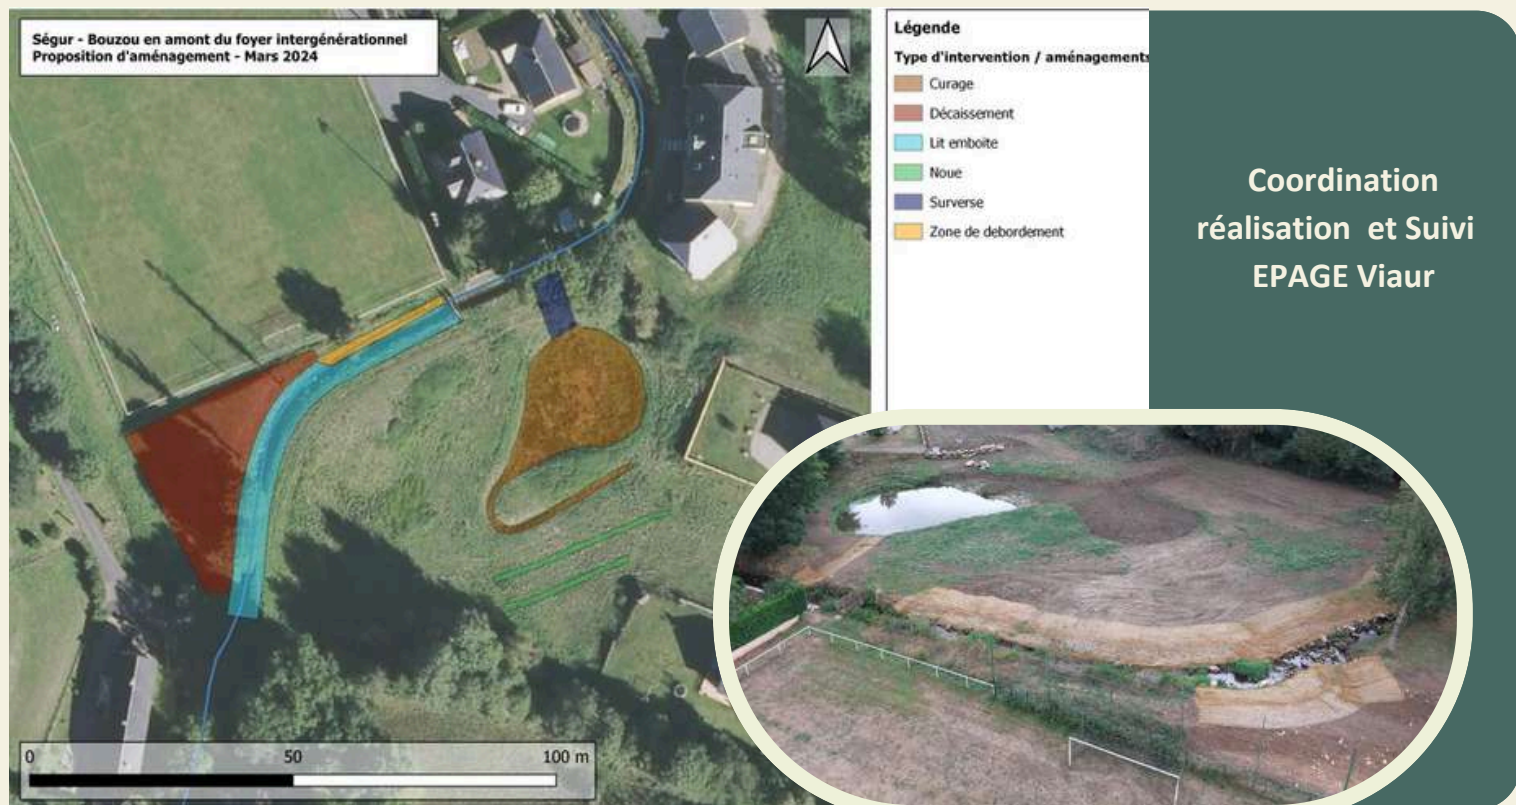 Ségur - Bouzou en amont du foyer intergénérationnel
Proposition d'aménagement - Mars 2024
Légende
Type d'intervention / aménagements
Curage
Décaissement
Lit emboite
Noue
Surverse
Zone de debordement
Coordination
réalisation et Suivi
EPAGE Viaur
0 50 100 m